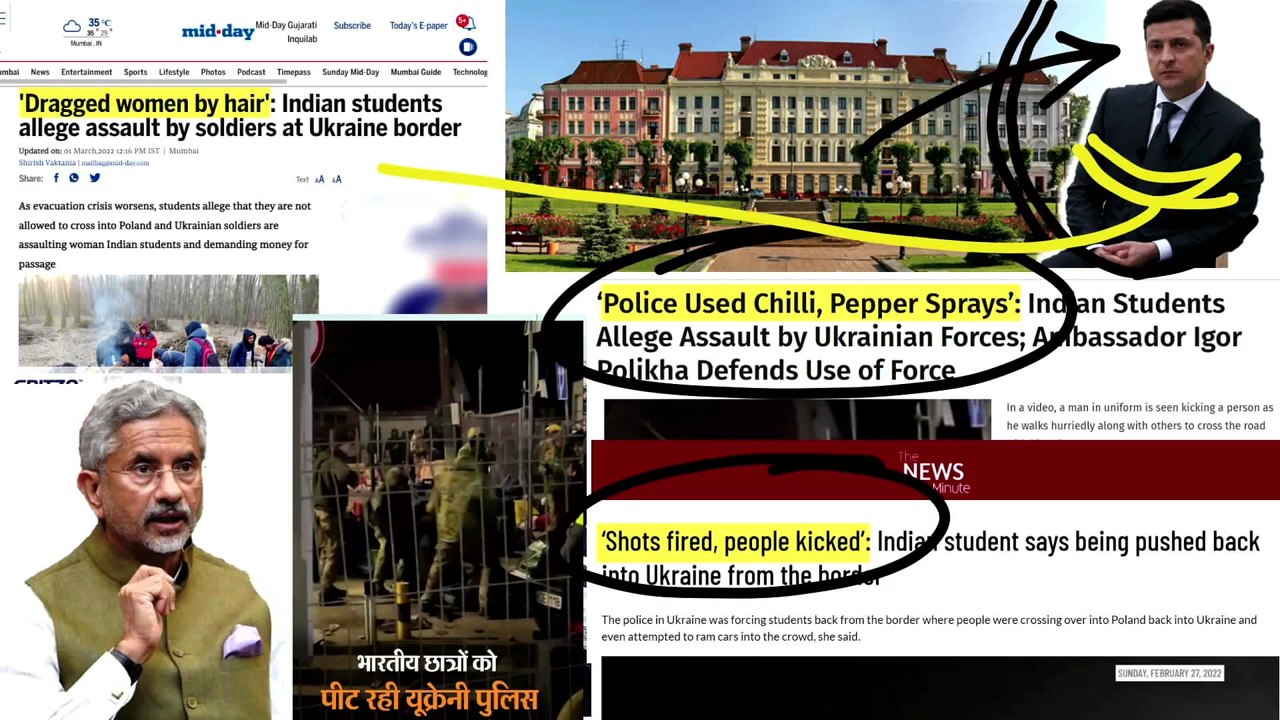 35 °C
35° 29°
Mumbai, IN
mid-day
Mid-Day Gujarati
Inquilab
Subscribe
Today's E-paper
5+
News Entertainment Sports Lifestyle Photos Podcast Timepass Sunday Mid-Day Mumbai Guide
'Dragged women by hair': Indian students
allege assault by soldiers at Ukraine border
Updated on: 01 March,2022 12:16 PM IST | Mumbai
Shirish Vaktania | mailbag@mid-day.com
Share:
Text AA AA
As evacuation crisis worsens, students allege that they are not
allowed to cross into Poland and Ukrainian soldiers are
assaulting woman Indian students and demanding money for
passage
भारतीय छात्रों को
पीट रही यूक्रेनी पुलिस
‘Police Used Chilli, Pepper Sprays’: Indian Students
Allege Assault by Ukrainian Forces; Ambassador Igor
Polikha Defends Use of Force
In a video, a man in uniform is seen kicking a person as
he walks hurriedly along with others to cross the road
The
NEWS
Minute
‘Shots fired, people kicked’: Indian student says being pushed back
into Ukraine from the border
The police in Ukraine was forcing students back from the border where people were crossing over into Poland back into Ukraine and
even attempted to ram cars into the crowd, she said.
SUNDAY, FEBRUARY 27, 2022